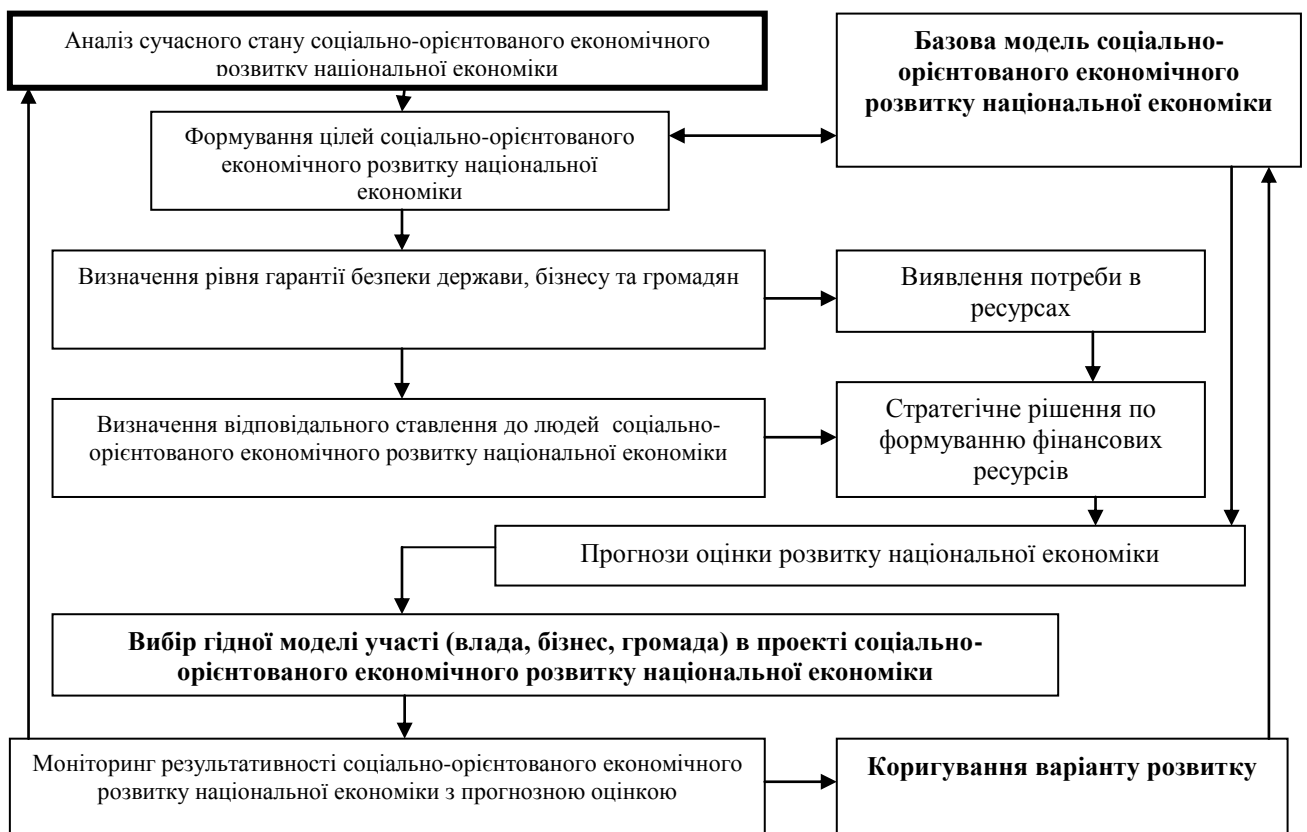 Аналіз сучасного стану соціально-орієнтованого економічного
розвитку національної економіки
Базова модель соціально-
орієнтованого економічного
розвитку національної економіки
Формування цілей соціально-орієнтованого
економічного розвитку національної
економіки
Визначення рівня гарантії безпеки держави, бізнесу та громадян
Виявлення потреби в
ресурсах
Визначення відповідального ставлення до людей соціально-
орієнтованого економічного розвитку національної економіки
Стратегічне рішення по
формуванню фінансових
ресурсів
Прогнози оцінки розвитку національної економіки
Вибір гідної моделі участі (влада, бізнес, громада) в проекті соціально-
орієнтованого економічного розвитку національної економіки
Моніторинг результативності соціально-орієнтованого економічного
розвитку національної економіки з прогнозною оцінкою
Коригування варіанту розвитку